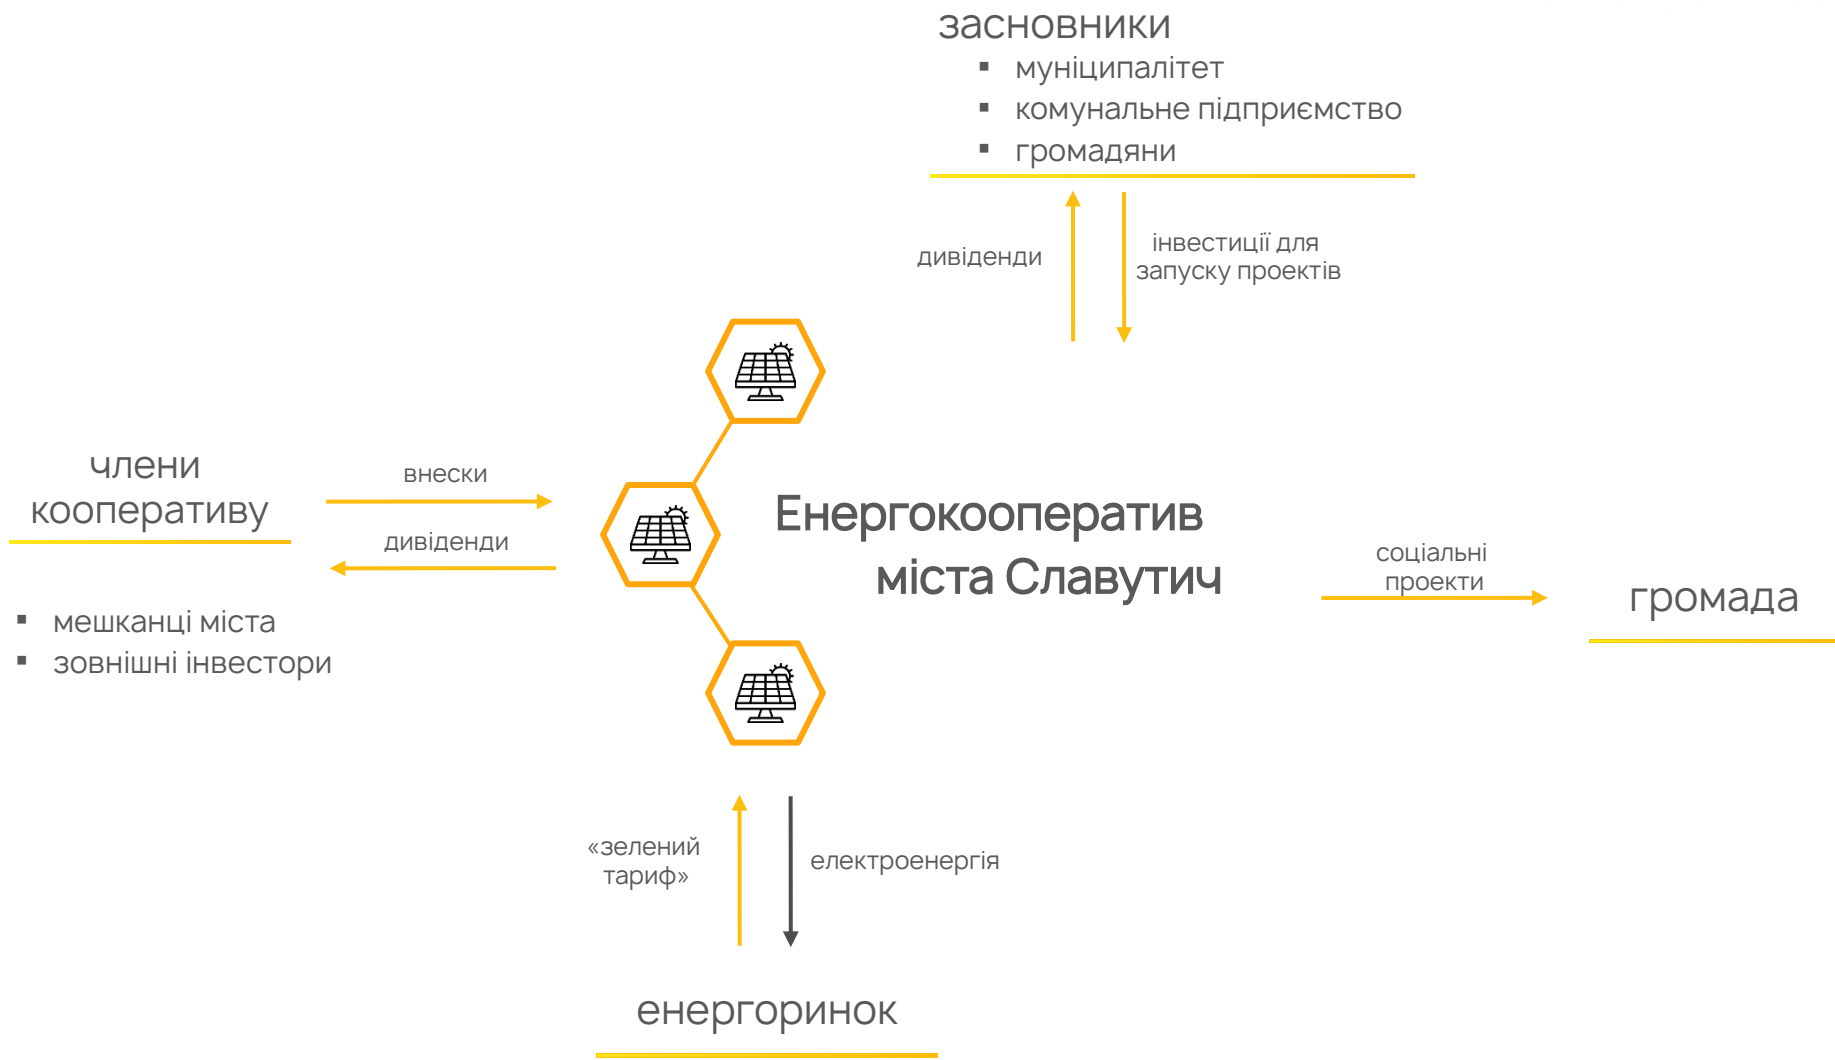 засновники
▪ муніципалітет
▪ комунальне підприємство
▪ громадяни
дивіденди
інвестиції для
запуску проектів
члени
кооперативу
внески
дивіденди
▪ мешканці міста
▪ зовнішні інвестори
Енергокооператив
міста Славутич
соціальні
проекти
громада
«зелений
тариф»
електроенергія
енергоринок